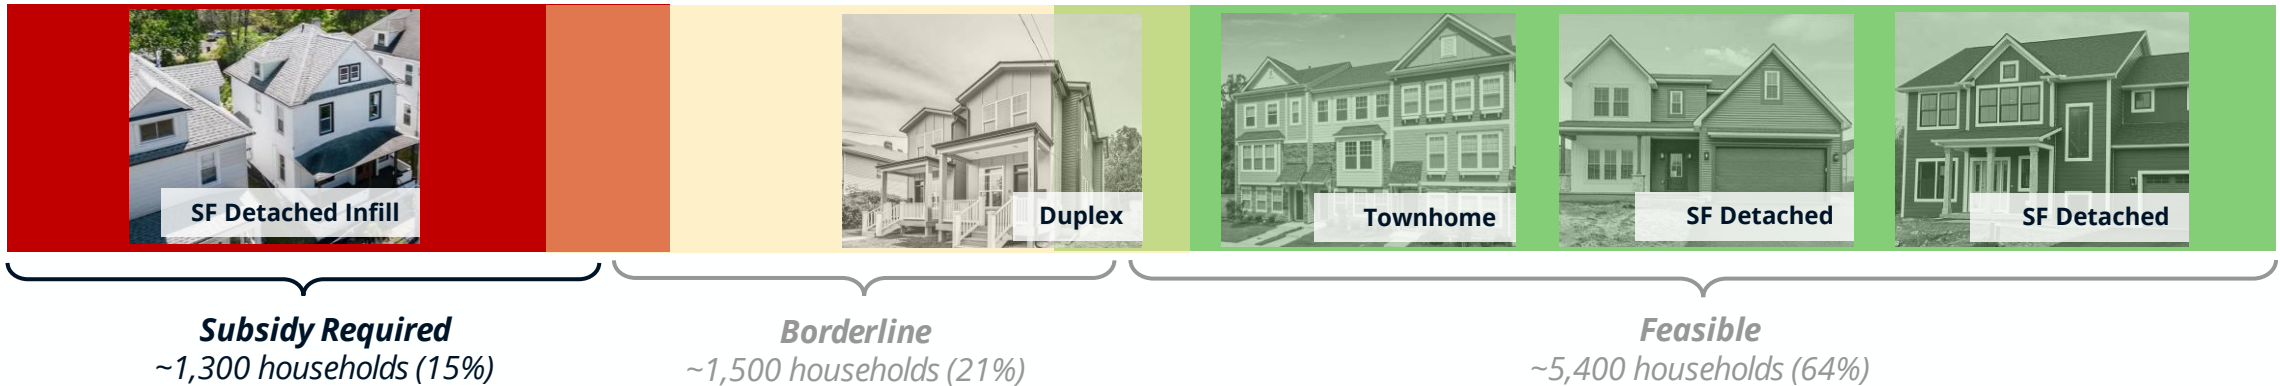 SF Detached Infill
Duplex
Townhome
SF Detached
SF Detached
Subsidy Required
~1,300 households (15%)
Borderline
~1,500 households (21%)
Feasible
~5,400 households (64%)